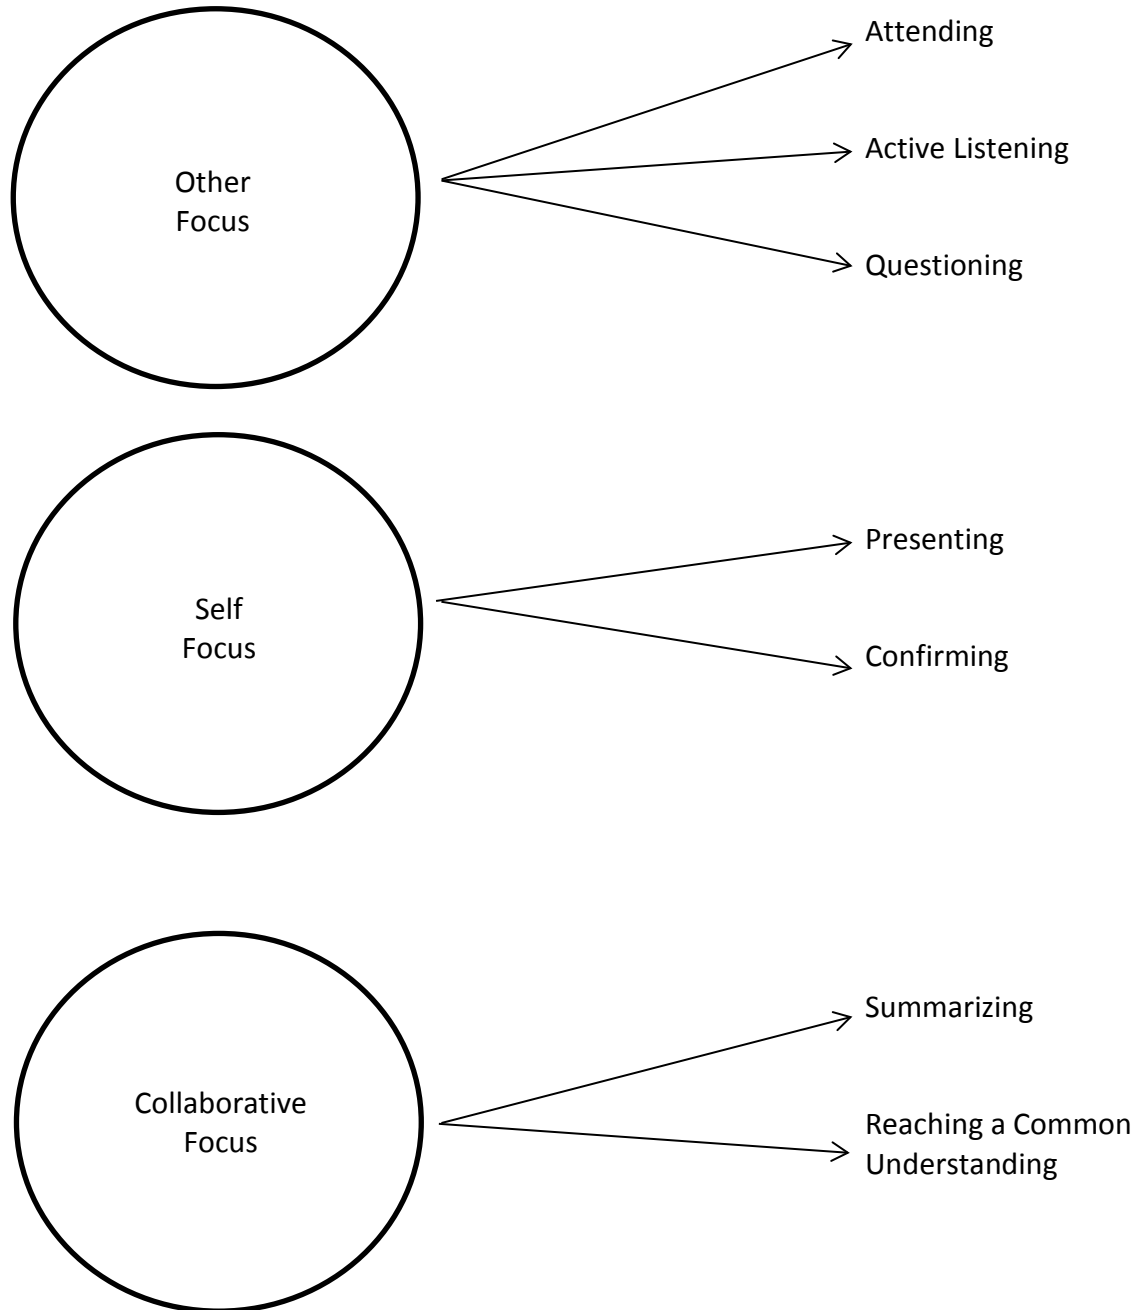 Other
Focus
Attending
Active Listening
Questioning
Self
Focus
Presenting
Confirming
Collaborative
Focus
Summarizing
Reaching a Common
Understanding